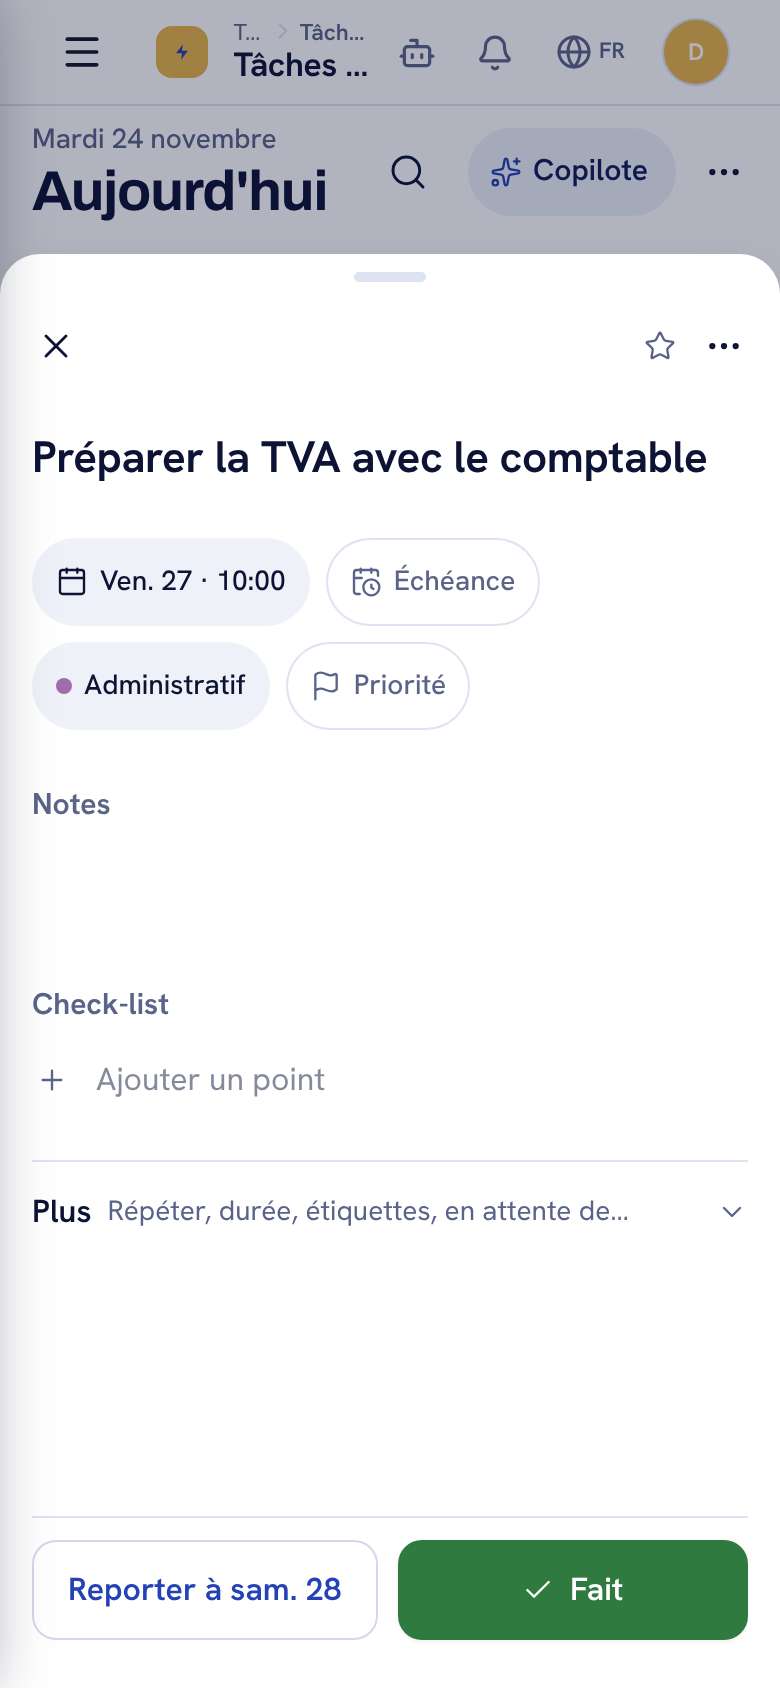 T... > Tâch...
Tâches ...
FR
D
Mardi 24 novembre
Aujourd'hui
Copilote
Préparer la TVA avec le comptable
Ven. 27 · 10:00
Échéance
Administratif
Priorité
Notes
Check-list
Ajouter un point
Plus Répéter, durée, étiquettes, en attente de...
Reporter à sam. 28
Fait